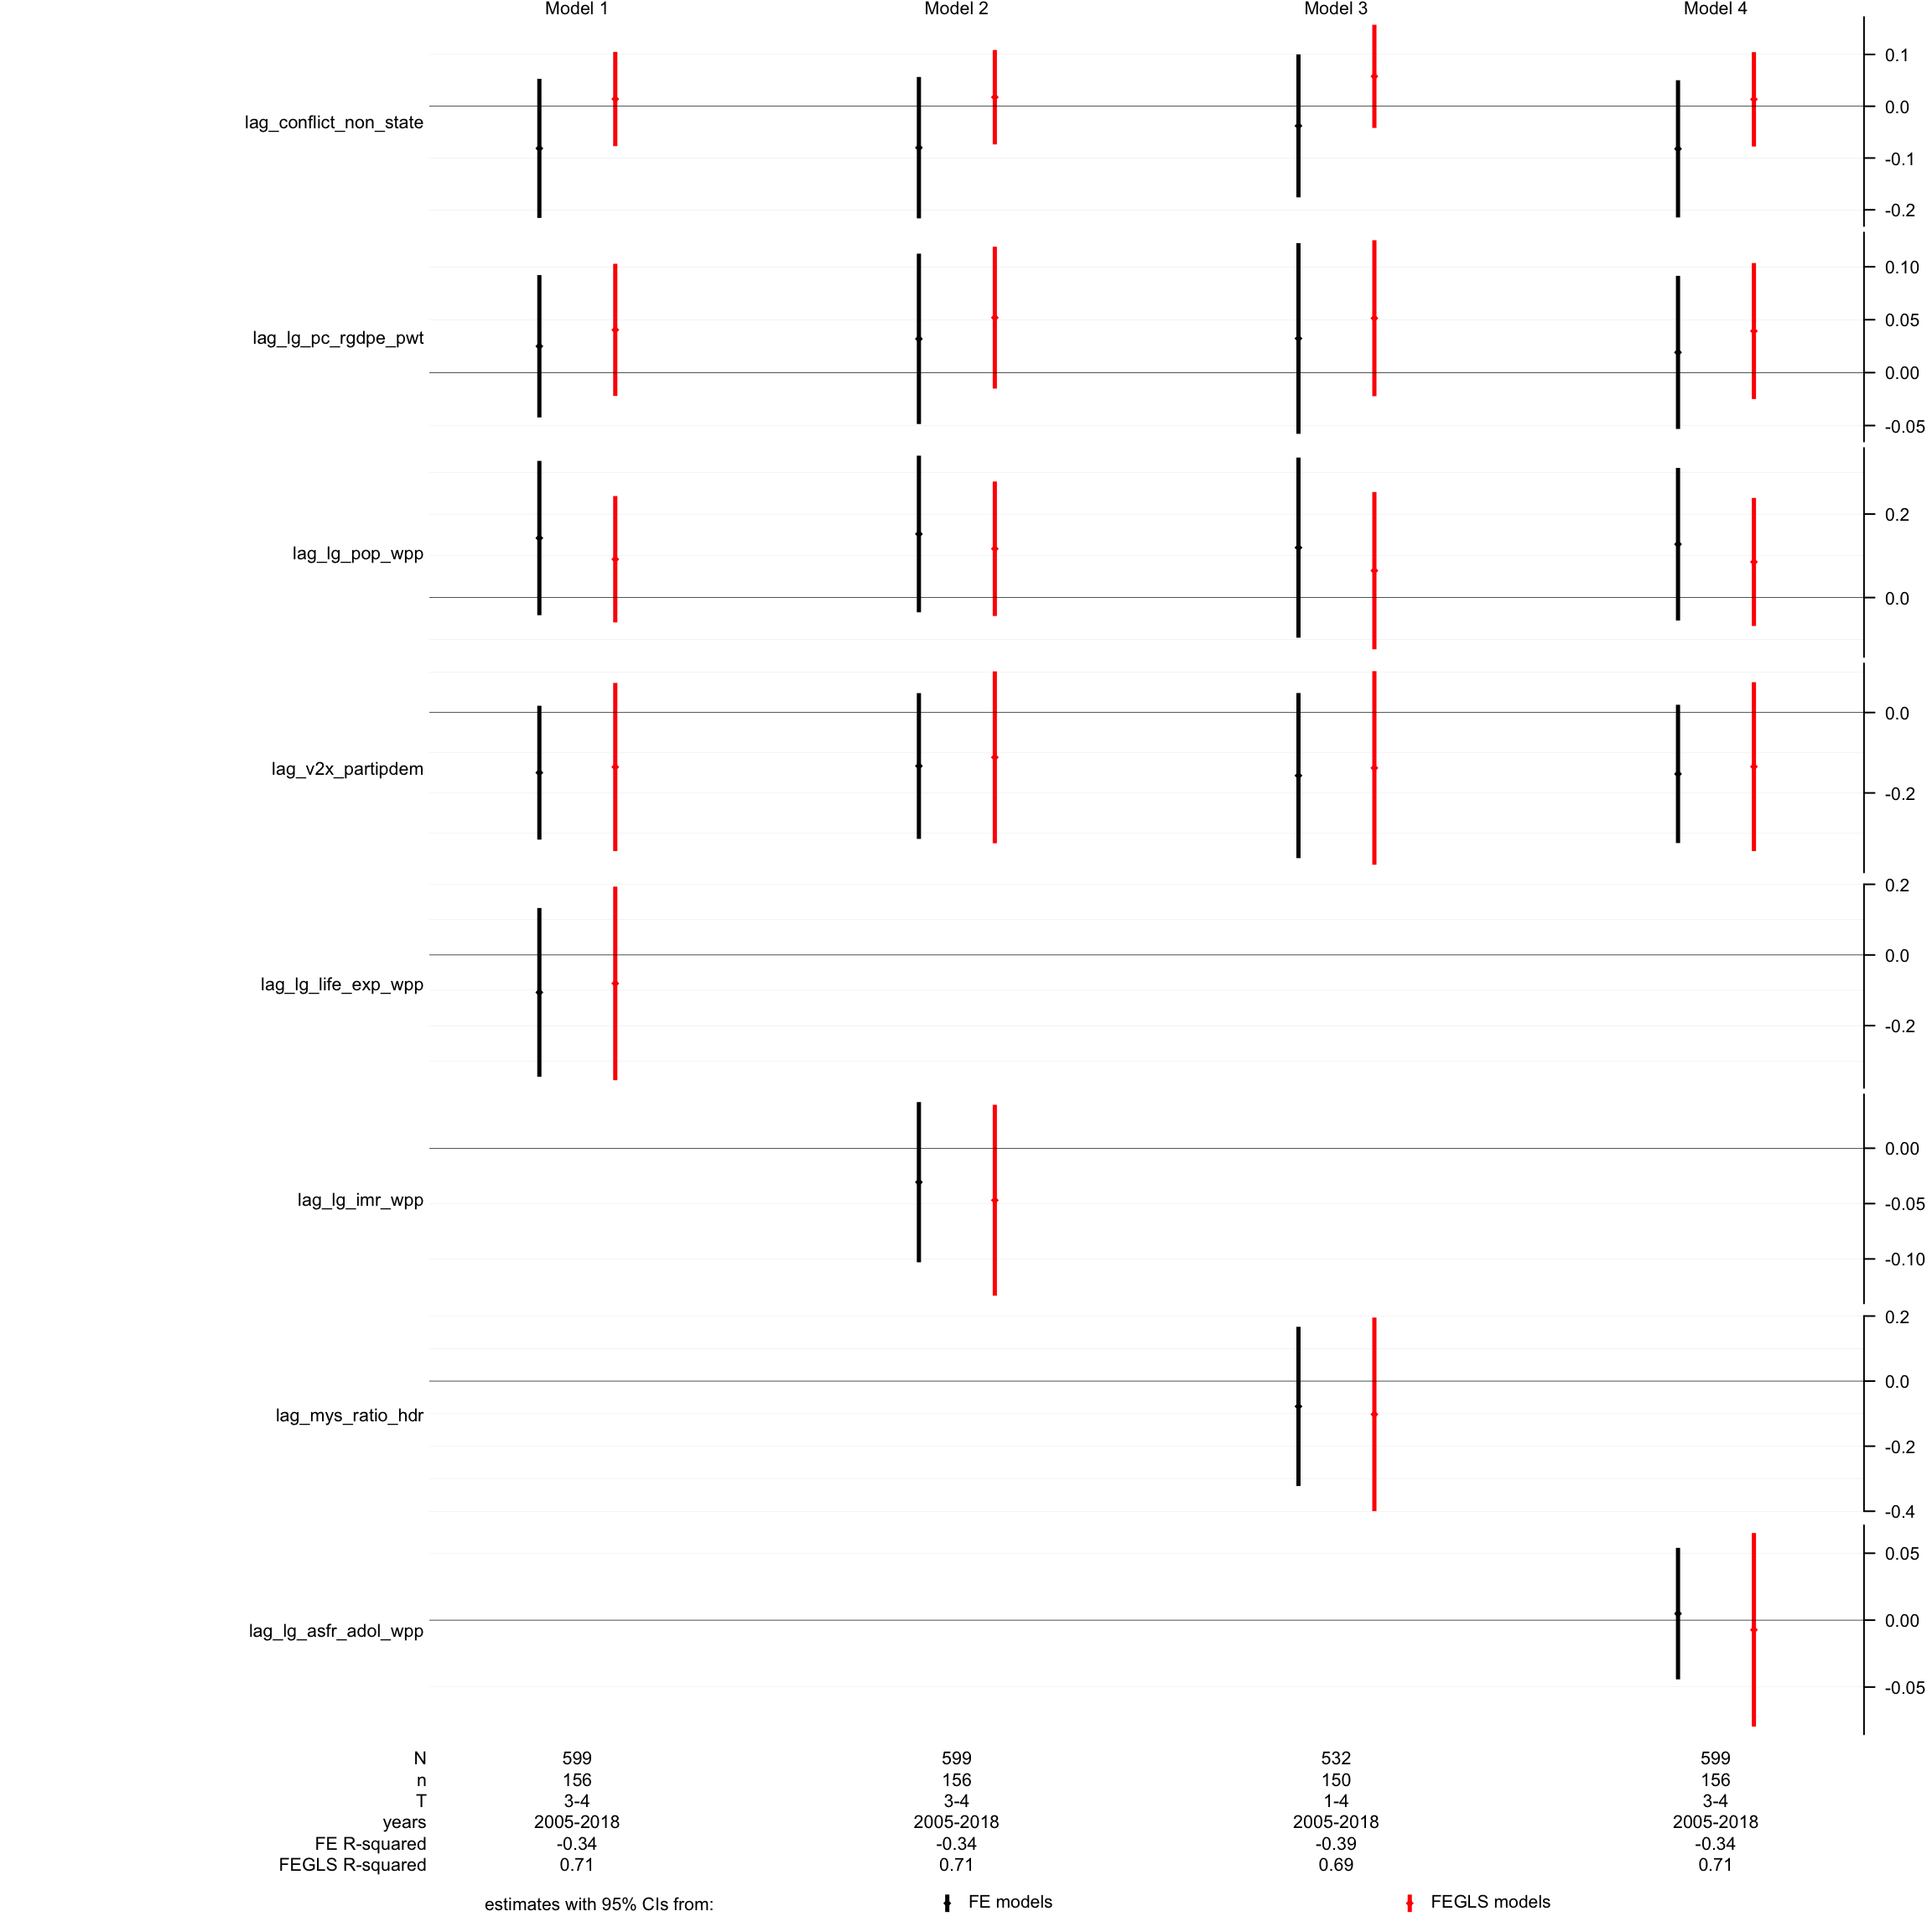 Model 1 Model 2 Model 3 Model 4
0.1
0.0
lag_conflict_non_state
-0.1
-0.2
0.10
0.05
lag_lg_pc_rgdpe_pwt
0.00
-0.05
0.2
lag_lg_pop_wpp
0.0
0.0
lag_v2x_partipdem
-0.2
0.2
0.0
lag_lg_life_exp_wpp
-0.2
0.00
lag_lg_imr_wpp
-0.05
-0.10
0.2
0.0
lag_mys_ratio_hdr
-0.2
-0.4
0.05
0.00
lag_lg_asfr_adol_wpp
-0.05
N 599 599 532 599
n 156 156 150 156
T 3-4 3-4 1-4 3-4
years 2005-2018 2005-2018 2005-2018 2005-2018
FE R-squared -0.34 -0.34 -0.39 -0.34
FEGLS R-squared 0.71 0.71 0.69 0.71
estimates with 95% CIs from: FE models FEGLS models